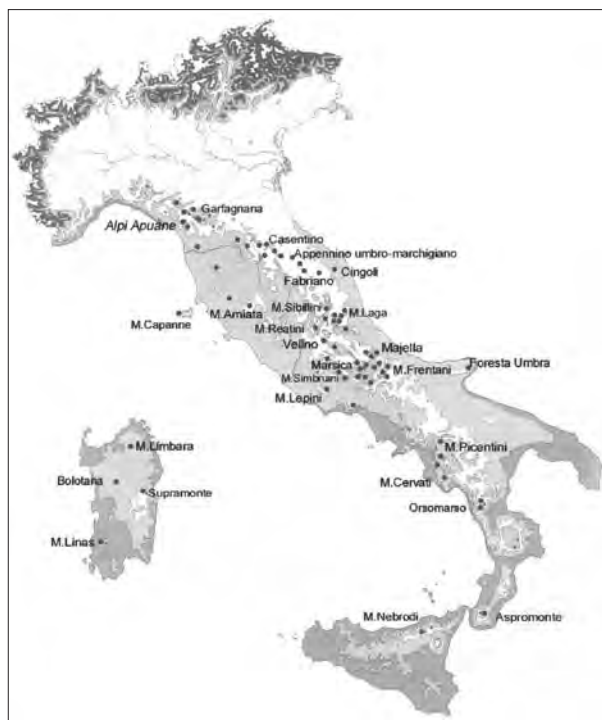 Garfagnana
Alpi Apuane
Casentino
Appennino umbro-marchigiano
Fabriano
Cingoli
M.Sibillini
M.Laga
M.Capanne
M.Amiata
M.Reatini
Velino
Majella
Marsica
M.Frentani
Foresta Umbra
M.Simbruini
M.Lepini
M.Limbara
M.Picentini
Bolotana
Supramonte
M.Cervati
Orsomarso
M.Linas
M.Nebrodi
Aspromonte